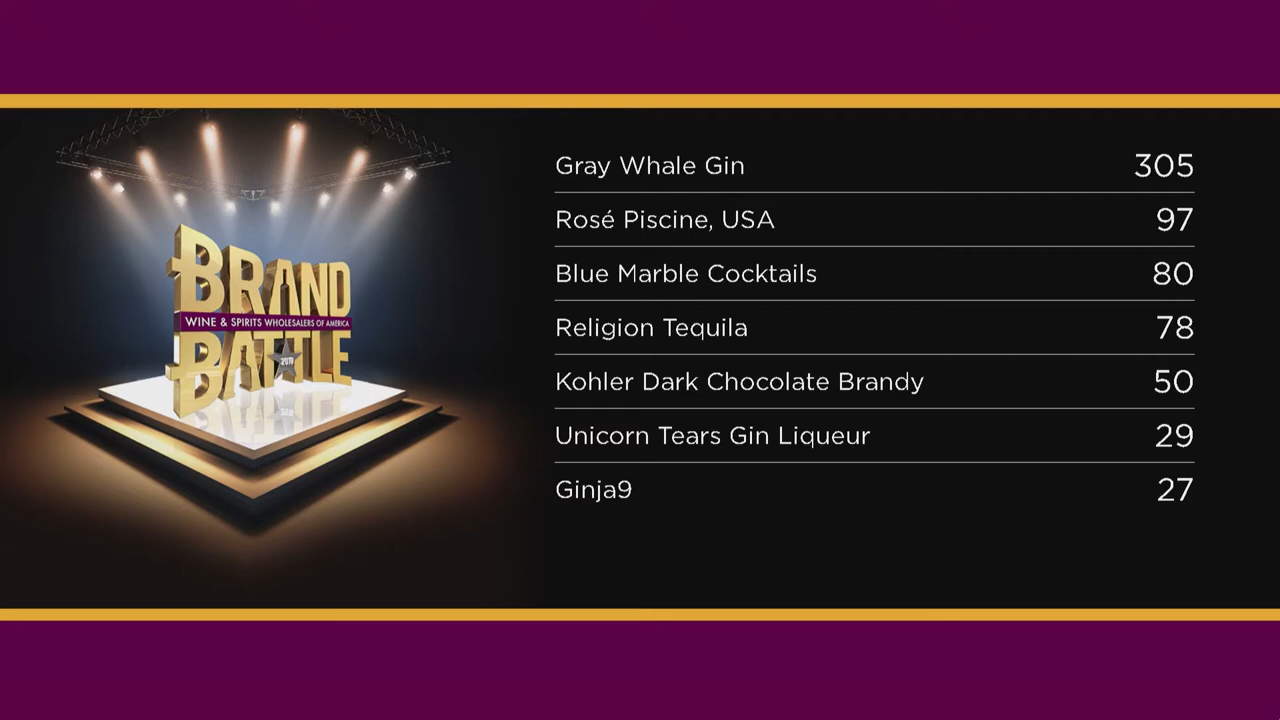 BRAND
WINE & SPIRITS WHOLESALERS OF AMERICA
BATTLE
Gray Whale Gin 305
Rosé Piscine, USA 97
Blue Marble Cocktails 80
Religion Tequila 78
Kohler Dark Chocolate Brandy 50
Unicorn Tears Gin Liqueur 29
Ginja9 27